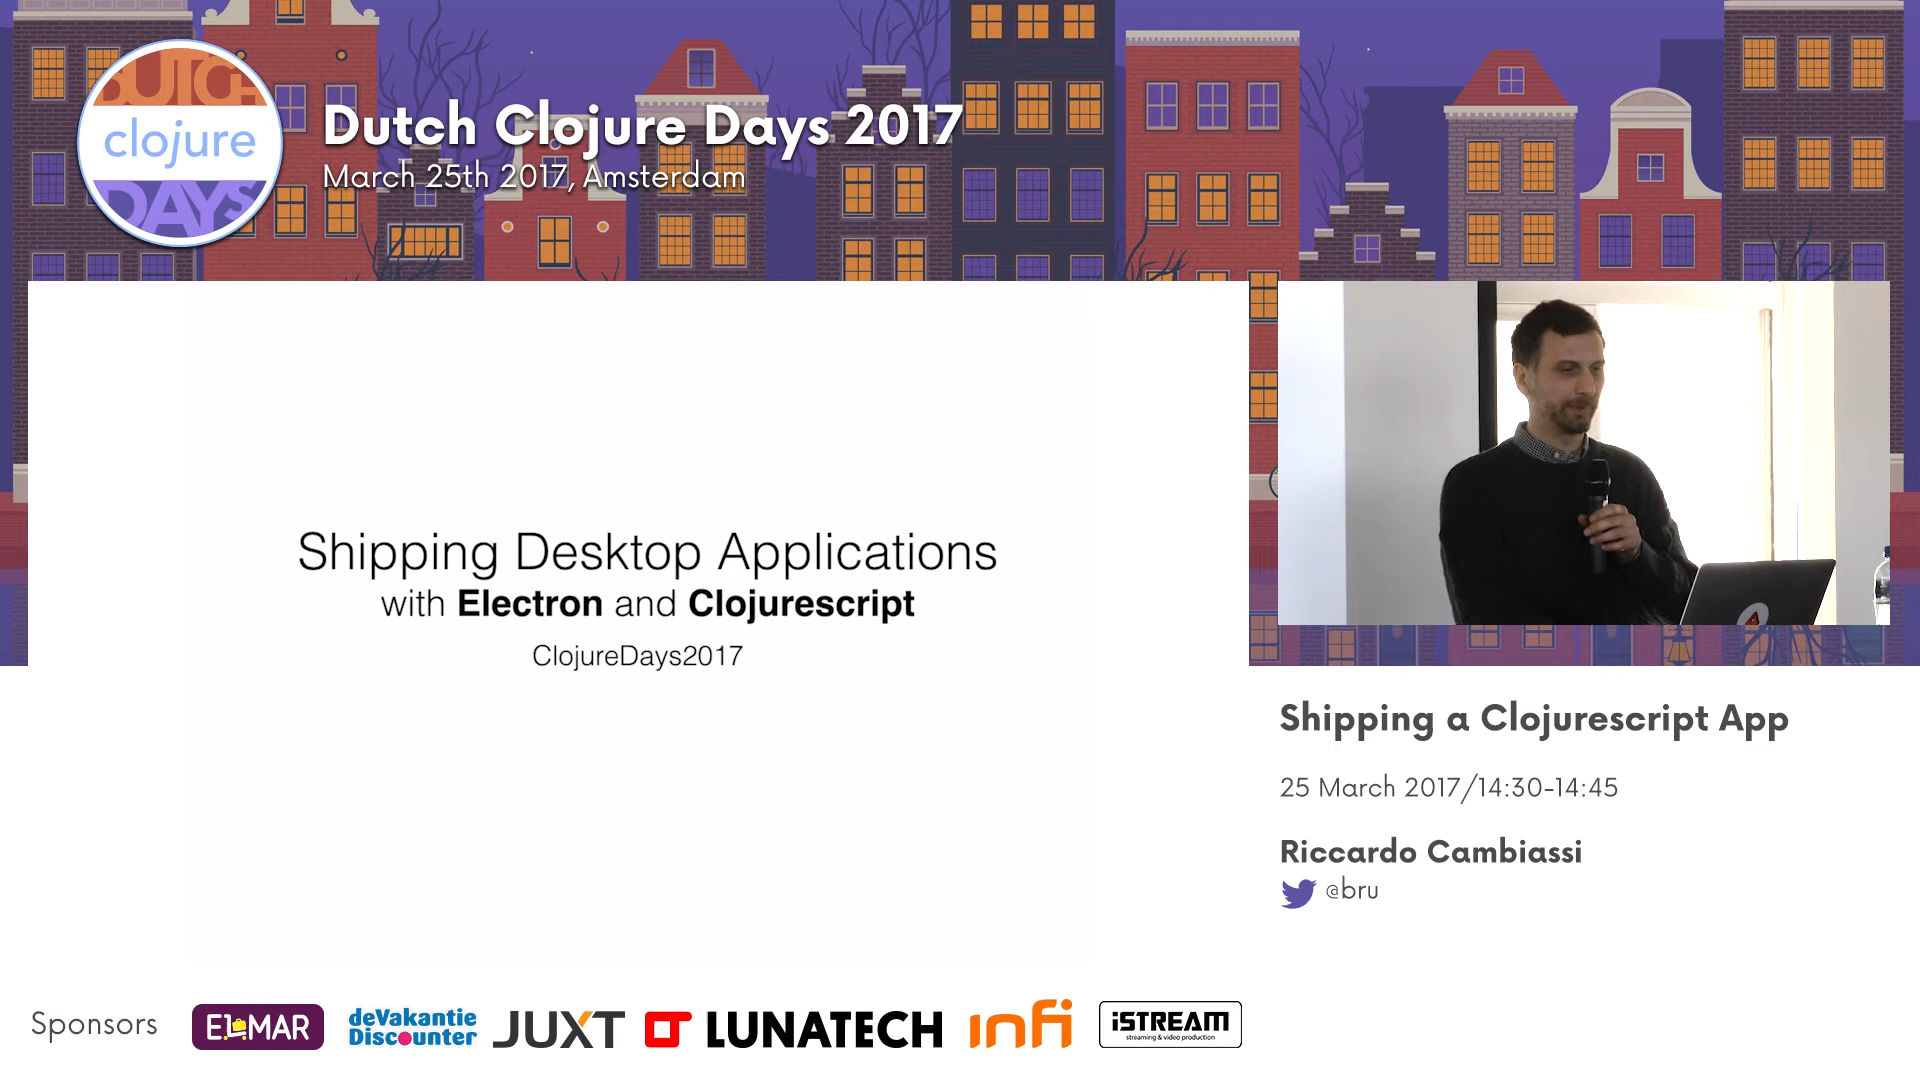 DUTCH
clojure
DAYS
Dutch Clojure Days 2017
March 25th 2017, Amsterdam
Shipping Desktop Applications
with Electron and Clojurescript
ClojureDays2017
Shipping a Clojurescript App
25 March 2017/14:30-14:45
Riccardo Cambiassi
@bru
Sponsors
ELMAR
deVakantie
Discounter
JUXT
LUNATECH
infi
iSTREAM
streaming & video production